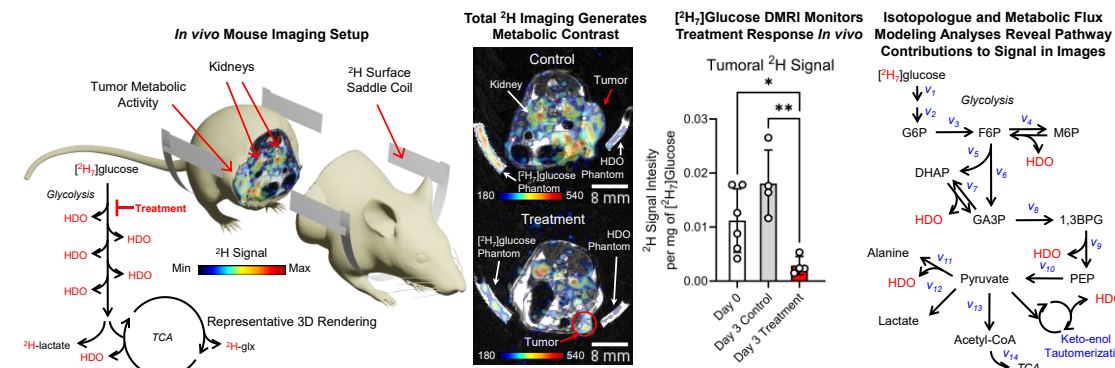 In vivo Mouse Imaging Setup
Kidneys
Tumor Metabolic
Activity
²H Surface
Saddle Coil
[²H₇]glucose
Glycolysis
Treatment
HDO
HDO
HDO
HDO
HDO
²H Signal
Min
Max
TCA
Representative 3D Rendering
²H-lactate
HDO
²H-glx
Total ²H Imaging Generates
Metabolic Contrast
Control
Kidney
Tumor
[²H₇]glucose
Phantom
HDO
Phantom
180
540
8 mm
Treatment
[²H₇]glucose
Phantom
HDO
Phantom
Tumor
180
540
8 mm
[²H₇]Glucose DMRI Monitors
Treatment Response In vivo
Tumoral ²H Signal
*
**
²H Signal Intesity
per mg of [²H₇]Glucose
0.03
0.02
0.01
0.00
Day 0
Day 3 Control
Day 3 Treatment
Isotopologue and Metabolic Flux
Modeling Analyses Reveal Pathway
Contributions to Signal in Images
[²H₇]glucose
v₁
v₂
Glycolysis
G6P
v₃
F6P
v₄
M6P
HDO
v₅
v₆
DHAP
v₇
HDO
GA3P
v₈
1,3BPG
v₉
HDO
Alanine
v₁₁
HDO
v₁₂
Pyruvate
v₁₀
PEP
Lactate
v₁₃
Keto-enol
Acetyl-CoA
v₁₄
TCA